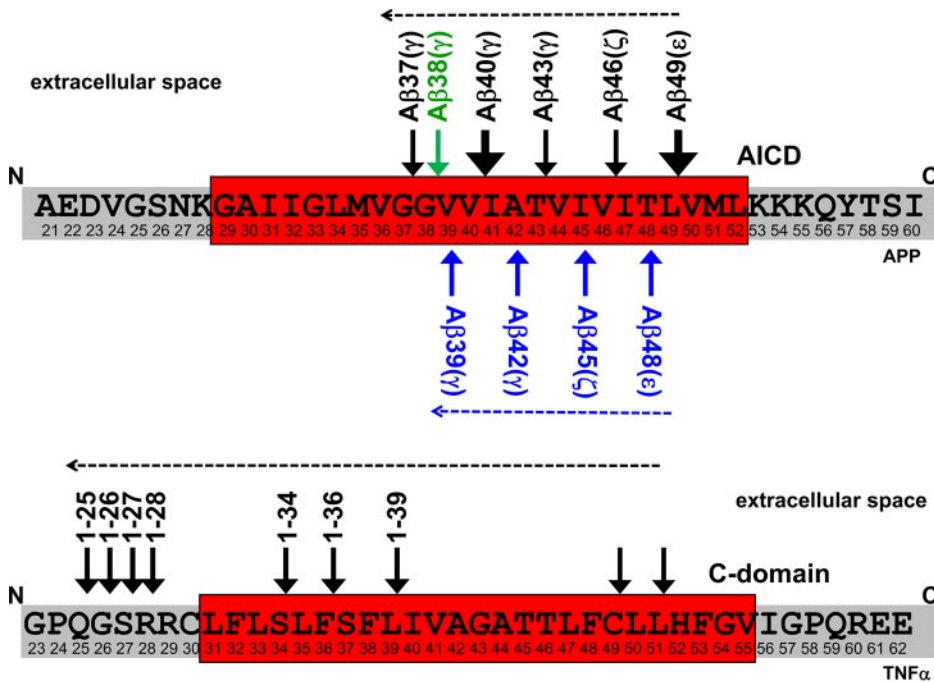 Aβ37(γ) Aβ38(γ) Aβ40(γ) Aβ43(γ) Aβ46(ζ) Aβ49(ε)
extracellular space
AICD
N C
AEDVGSNKGAIIGLMVGGVVIATVIVITLVMLKKKQYTSI
21 22 23 24 25 26 27 28 29 30 31 32 33 34 35 36 37 38 39 40 41 42 43 44 45 46 47 48 49 50 51 52 53 54 55 56 57 58 59 60
APP
Aβ39(γ) Aβ42(γ) Aβ45(ζ) Aβ48(ε)
1-25 1-26 1-27 1-28 1-34 1-36 1-39
extracellular space
C-domain
N C
GPQGSRRCLFLSLFSFLIVAGATTLFCLLHFGVIGPQREE
23 24 25 26 27 28 29 30 31 32 33 34 35 36 37 38 39 40 41 42 43 44 45 46 47 48 49 50 51 52 53 54 55 56 57 58 59 60 62
TNFα